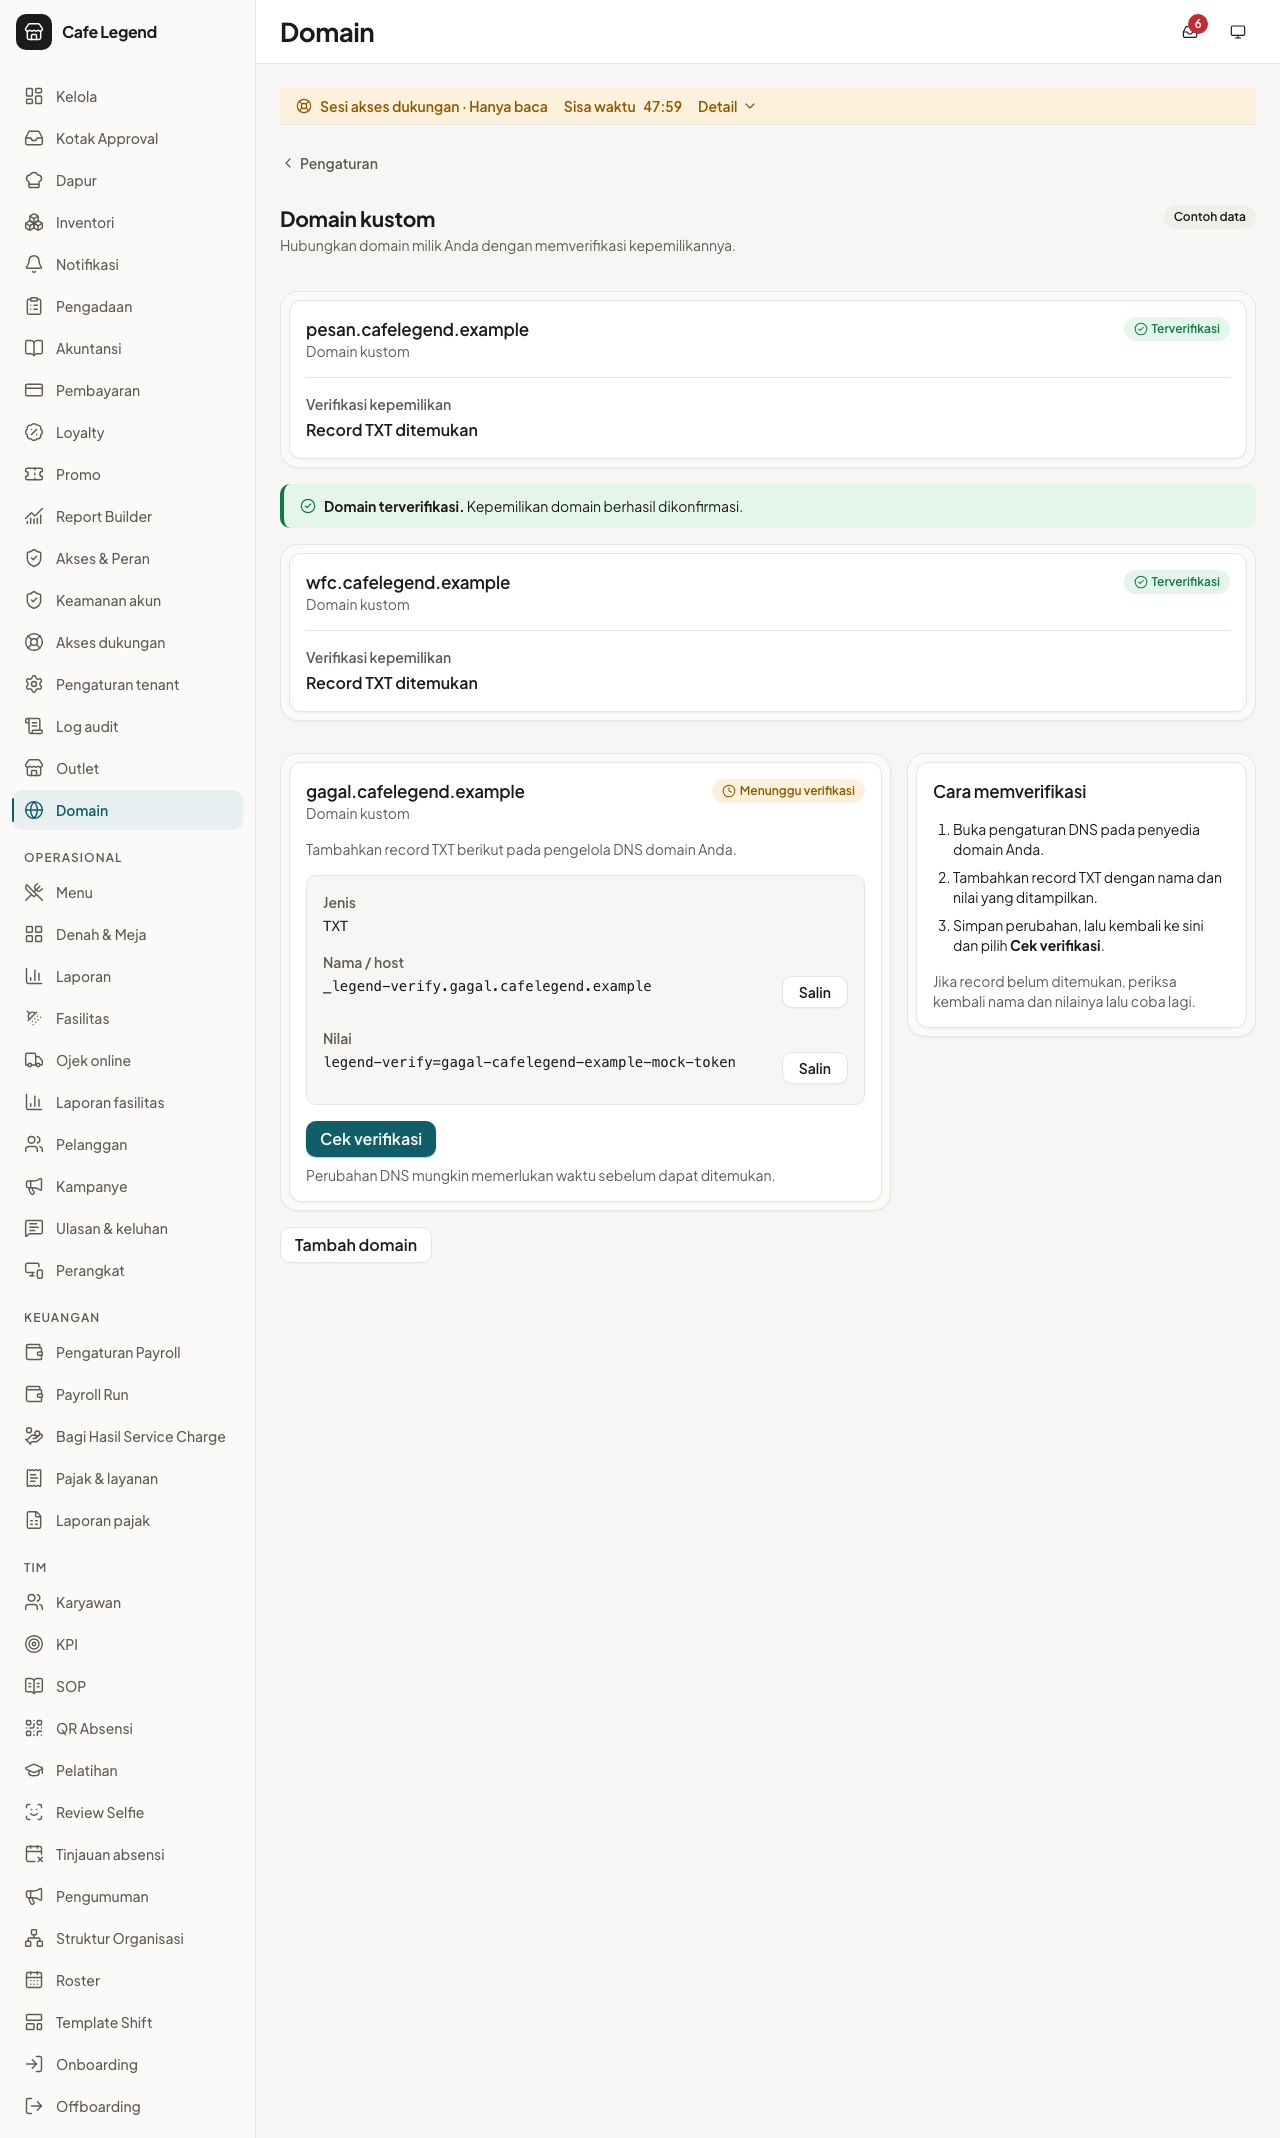 Cafe Legend
Kelola
Kotak Approval
Dapur
Inventori
Notifikasi
Pengadaan
Akuntansi
Pembayaran
Loyalty
Promo
Report Builder
Akses & Peran
Keamanan akun
Akses dukungan
Pengaturan tenant
Log audit
Outlet
Domain
OPERASIONAL
Menu
Denah & Meja
Laporan
Fasilitas
Ojek online
Laporan fasilitas
Pelanggan
Kampanye
Ulasan & keluhan
Perangkat
KEUANGAN
Pengaturan Payroll
Payroll Run
Bagi Hasil Service Charge
Pajak & layanan
Laporan pajak
TIM
Karyawan
KPI
SOP
QR Absensi
Pelatihan
Review Selfie
Tinjauan absensi
Pengumuman
Struktur Organisasi
Roster
Template Shift
Onboarding
Offboarding
Domain
6
Sesi akses dukungan · Hanya baca Sisa waktu 47:59 Detail
Pengaturan
Domain kustom
Contoh data
Hubungkan domain milik Anda dengan memverifikasi kepemilikannya.
pesan.cafelegend.example
Terverifikasi
Domain kustom
Verifikasi kepemilikan
Record TXT ditemukan
Domain terverifikasi. Kepemilikan domain berhasil dikonfirmasi.
wfc.cafelegend.example
Terverifikasi
Domain kustom
Verifikasi kepemilikan
Record TXT ditemukan
gagal.cafelegend.example
Menunggu verifikasi
Domain kustom
Tambahkan record TXT berikut pada pengelola DNS domain Anda.
Jenis
TXT
Nama / host
_legend-verify.gagal.cafelegend.example
Salin
Nilai
legend-verify=gagal-cafelegend-example-mock-token
Salin
Cek verifikasi
Perubahan DNS mungkin memerlukan waktu sebelum dapat ditemukan.
Cara memverifikasi
1. Buka pengaturan DNS pada penyedia
domain Anda.
2. Tambahkan record TXT dengan nama dan
nilai yang ditampilkan.
3. Simpan perubahan, lalu kembali ke sini
dan pilih Cek verifikasi.
Jika record belum ditemukan, periksa
kembali nama dan nilainya lalu coba lagi.
Tambah domain